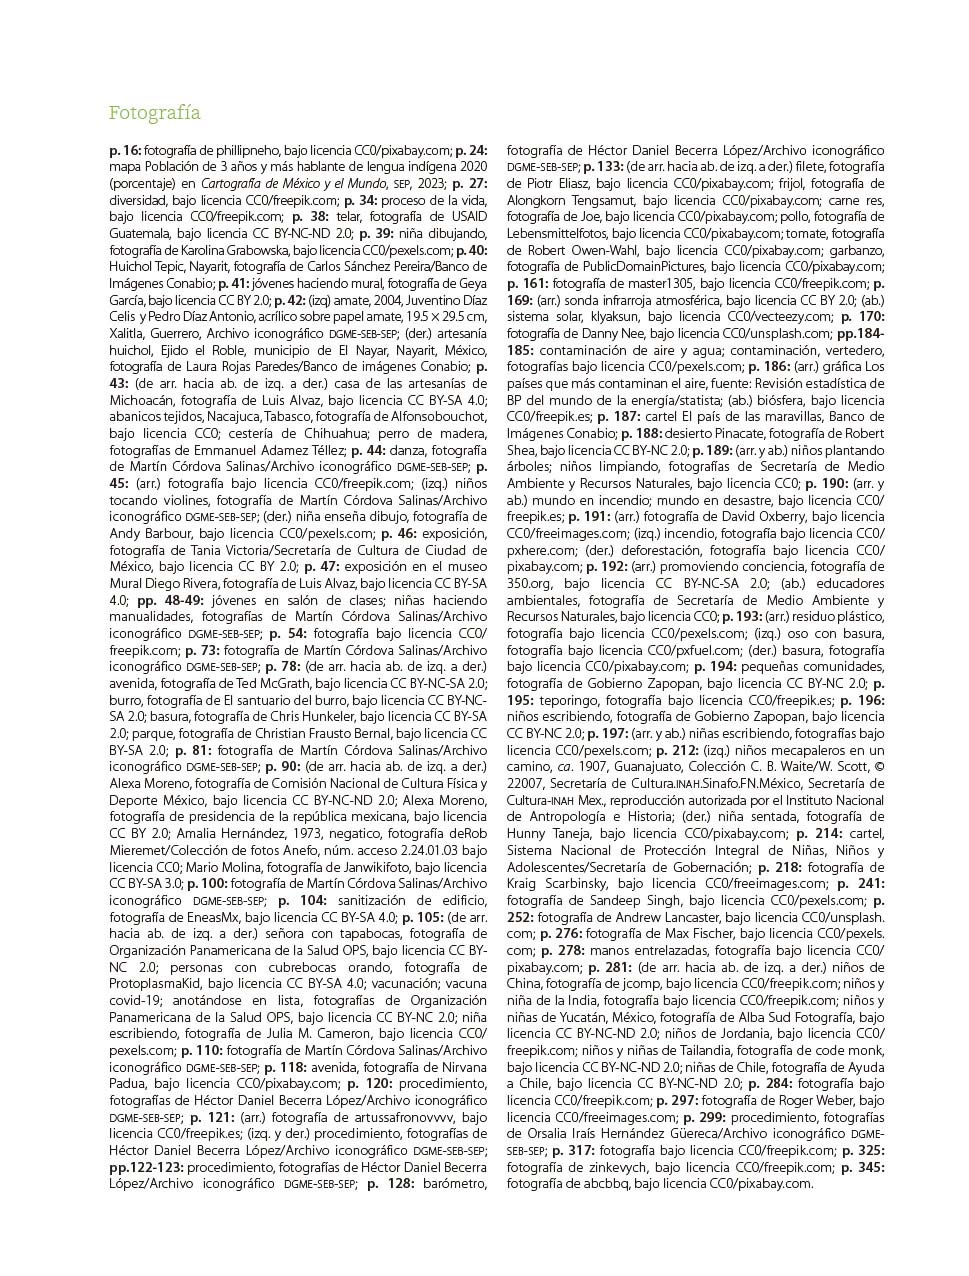 Fotografía
p. 16: fotografía de phillipneho, bajo licencia CC0/pixabay.com; p. 24:
mapa Población de 3 años y más hablante de lengua indígena 2020
(porcentaje) en Cartografía de México y el Mundo, SEP, 2023; p. 27:
diversidad, bajo licencia CC0/freepik.com; p. 34: proceso de la vida,
bajo licencia CC0/freepik.com; p. 38: telar, fotografía de USAID
Guatemala, bajo licencia CC BY-NC-ND 2.0; p. 39: niña dibujando,
fotografía de Karolina Grabowska, bajo licencia CC0/pexels.com; p. 40:
Huichol Tepic, Nayarit, fotografía de Carlos Sánchez Pereira/Banco de
Imágenes Conabio; p. 41: jóvenes haciendo mural, fotografía de Geya
García, bajo licencia CC BY 2.0; p. 42: (izq) amate, 2004, Juventino Díaz
Celis y Pedro Díaz Antonio, acrílico sobre papel amate, 19.5 × 29.5 cm,
Xalitla, Guerrero, Archivo iconográfico DGME-SEB-SEP; (der.) artesanía
huichol, Ejido el Roble, municipio de El Nayar, Nayarit, México,
fotografía de Laura Rojas Paredes/Banco de imágenes Conabio; p.
43: (de arr. hacia ab. de izq. a der.) casa de las artesanías de
Michoacán, fotografía de Luis Alvaz, bajo licencia CC BY-SA 4.0;
abanicos tejidos, Nacajuca, Tabasco, fotografía de Alfonsobouchot,
bajo licencia CC0; cestería de Chihuahua; perro de madera,
fotografías de Emmanuel Adamez Téllez; p. 44: danza, fotografía
de Martín Córdova Salinas/Archivo iconográfico DGME-SEB-SEP; p.
45: (arr.) fotografía bajo licencia CC0/freepik.com; (izq.) niños
tocando violines, fotografía de Martín Córdova Salinas/Archivo
iconográfico DGME-SEB-SEP; (der.) niña enseña dibujo, fotografía de
Andy Barbour, bajo licencia CC0/pexels.com; p. 46: exposición,
fotografía de Tania Victoria/Secretaría de Cultura de Ciudad de
México, bajo licencia CC BY 2.0; p. 47: exposición en el museo
Mural Diego Rivera, fotografía de Luis Alvaz, bajo licencia CC BY-SA
4.0; pp. 48-49: jóvenes en salón de clases; niñas haciendo
manualidades, fotografías de Martín Córdova Salinas/Archivo
iconográfico DGME-SEB-SEP; p. 54: fotografía bajo licencia CC0/
freepik.com; p. 73: fotografía de Martín Córdova Salinas/Archivo
iconográfico DGME-SEB-SEP; p. 78: (de arr. hacia ab. de izq. a der.)
avenida, fotografía de Ted McGrath, bajo licencia CC BY-NC-SA 2.0;
burro, fotografía de El santuario del burro, bajo licencia CC BY-NC-
SA 2.0; basura, fotografía de Chris Hunkeler, bajo licencia CC BY-SA
2.0; parque, fotografía de Christian Frausto Bernal, bajo licencia CC
BY-SA 2.0; p. 81: fotografía de Martín Córdova Salinas/Archivo
iconográfico DGME-SEB-SEP; p. 90: (de arr. hacia ab. de izq. a der.)
Alexa Moreno, fotografía de Comisión Nacional de Cultura Física y
Deporte México, bajo licencia CC BY-NC-ND 2.0; Alexa Moreno,
fotografía de presidencia de la república mexicana, bajo licencia
CC BY 2.0; Amalia Hernández, 1973, negatico, fotografía deRob
Mieremet/Colección de fotos Anefo, núm. acceso 2.24.01.03 bajo
licencia CC0; Mario Molina, fotografía de Janwikifoto, bajo licencia
CC BY-SA 3.0; p. 100: fotografía de Martín Córdova Salinas/Archivo
iconográfico DGME-SEB-SEP; p. 104: sanitización de edificio,
fotografía de EneasMx, bajo licencia CC BY-SA 4.0; p. 105: (de arr.
hacia ab. de izq. a der.) señora con tapabocas, fotografía de
Organización Panamericana de la Salud OPS, bajo licencia CC BY-
NC 2.0; personas con cubrebocas orando, fotografía de
ProtoplasmaKid, bajo licencia CC BY-SA 4.0; vacunación; vacuna
covid-19; anotándose en lista, fotografías de Organización
Panamericana de la Salud OPS, bajo licencia CC BY-NC 2.0; niña
escribiendo, fotografía de Julia M. Cameron, bajo licencia CC0/
pexels.com; p. 110: fotografía de Martín Córdova Salinas/Archivo
iconográfico DGME-SEB-SEP; p. 118: avenida, fotografía de Nirvana
Padua, bajo licencia CC0/pixabay.com; p. 120: procedimiento,
fotografías de Héctor Daniel Becerra López/Archivo iconográfico
DGME-SEB-SEP; p. 121: (arr.) fotografía de artussafronovvvv, bajo
licencia CC0/freepik.es; (izq. y der.) procedimiento, fotografías de
Héctor Daniel Becerra López/Archivo iconográfico DGME-SEB-SEP;
pp.122-123: procedimiento, fotografías de Héctor Daniel Becerra
López/Archivo iconográfico DGME-SEB-SEP; p. 128: barómetro,
fotografía de Héctor Daniel Becerra López/Archivo iconográfico
DGME-SEB-SEP; p. 133: (de arr. hacia ab. de izq. a der.) filete, fotografía
de Piotr Eliasz, bajo licencia CC0/pixabay.com; frijol, fotografía de
Alongkorn Tengsamut, bajo licencia CC0/pixabay.com; carne res,
fotografía de Joe, bajo licencia CC0/pixabay.com; pollo, fotografía de
Lebensmittelfotos, bajo licencia CC0/pixabay.com; tomate, fotografía
de Robert Owen-Wahl, bajo licencia CC0/pixabay.com; garbanzo,
fotografía de PublicDomainPictures, bajo licencia CC0/pixabay.com;
p. 161: fotografía de master1305, bajo licencia CC0/freepik.com; p.
169: (arr.) sonda infrarroja atmosférica, bajo licencia CC BY 2.0; (ab.)
sistema solar, klyaksun, bajo licencia CC0/vecteezy.com; p. 170:
fotografía de Danny Nee, bajo licencia CC0/unsplash.com; pp.184-
185: contaminación de aire y agua; contaminación, vertedero,
fotografías bajo licencia CC0/pexels.com; p. 186: (arr.) gráfica Los
países que más contaminan el aire, fuente: Revisión estadística de
BP del mundo de la energía/statista; (ab.) biósfera, bajo licencia
CC0/freepik.es; p. 187: cartel El país de las maravillas, Banco de
Imágenes Conabio; p. 188: desierto Pinacate, fotografía de Robert
Shea, bajo licencia CC BY-NC 2.0; p. 189: (arr. y ab.) niños plantando
árboles; niños limpiando, fotografías de Secretaría de Medio
Ambiente y Recursos Naturales, bajo licencia CC0; p. 190: (arr. y
ab.) mundo en incendio; mundo en desastre, bajo licencia CC0/
freepik.es; p. 191: (arr.) fotografía de David Oxberry, bajo licencia
CC0/freeimages.com; (izq.) incendio, fotografía bajo licencia CC0/
pxhere.com; (der.) deforestación, fotografía bajo licencia CC0/
pixabay.com; p. 192: (arr.) promoviendo conciencia, fotografía de
350.org, bajo licencia CC BY-NC-SA 2.0; (ab.) educadores
ambientales, fotografía de Secretaría de Medio Ambiente y
Recursos Naturales, bajo licencia CC0; p. 193: (arr.) residuo plástico,
fotografía bajo licencia CC0/pexels.com; (izq.) oso con basura,
fotografía bajo licencia CC0/pxfuel.com; (der.) basura, fotografía
bajo licencia CC0/pixabay.com; p. 194: pequeñas comunidades,
fotografía de Gobierno Zapopan, bajo licencia CC BY-NC 2.0; p.
195: teporingo, fotografía bajo licencia CC0/freepik.es; p. 196:
niños escribiendo, fotografía de Gobierno Zapopan, bajo licencia
CC BY-NC 2.0; p. 197: (arr. y ab.) niñas escribiendo, fotografías bajo
licencia CC0/pexels.com; p. 212: (izq.) niños mecapaleros en un
camino, ca. 1907, Guanajuato, Colección C. B. Waite/W. Scott, ©
22007, Secretaría de Cultura.INAH.Sinafo.FN.México, Secretaría de
Cultura-INAH Mex., reproducción autorizada por el Instituto Nacional
de Antropología e Historia; (der.) niña sentada, fotografía de
Hunny Taneja, bajo licencia CC0/pixabay.com; p. 214: cartel,
Sistema Nacional de Protección Integral de Niñas, Niños y
Adolescentes/Secretaría de Gobernación; p. 218: fotografía de
Kraig Scarbinsky, bajo licencia CC0/freeimages.com; p. 241:
fotografía de Sandeep Singh, bajo licencia CC0/pexels.com; p.
252: fotografía de Andrew Lancaster, bajo licencia CC0/unsplash.
com; p. 276: fotografía de Max Fischer, bajo licencia CC0/pexels.
com; p. 278: manos entrelazadas, fotografía bajo licencia CC0/
pixabay.com; p. 281: (de arr. hacia ab. de izq. a der.) niños de
China, fotografía de jcomp, bajo licencia CC0/freepik.com; niños y
niña de la India, fotografía bajo licencia CC0/freepik.com; niños y
niñas de Yucatán, México, fotografía de Alba Sud Fotografía, bajo
licencia CC BY-NC-ND 2.0; niños de Jordania, bajo licencia CC0/
freepik.com; niños y niñas de Tailandia, fotografía de code monk,
bajo licencia CC BY-NC-ND 2.0; niñas de Chile, fotografía de Ayuda
a Chile, bajo licencia CC BY-NC-ND 2.0; p. 284: fotografía bajo
licencia CC0/freepik.com; p. 297: fotografía de Roger Weber, bajo
licencia CC0/freeimages.com; p. 299: procedimiento, fotografías
de Orsalia Iraís Hernández Güereca/Archivo iconográfico DGME-
SEB-SEP; p. 317: fotografía bajo licencia CC0/freepik.com; p. 325:
fotografía de zinkevych, bajo licencia CC0/freepik.com; p. 345:
fotografía de abcbbq, bajo licencia CC0/pixabay.com.